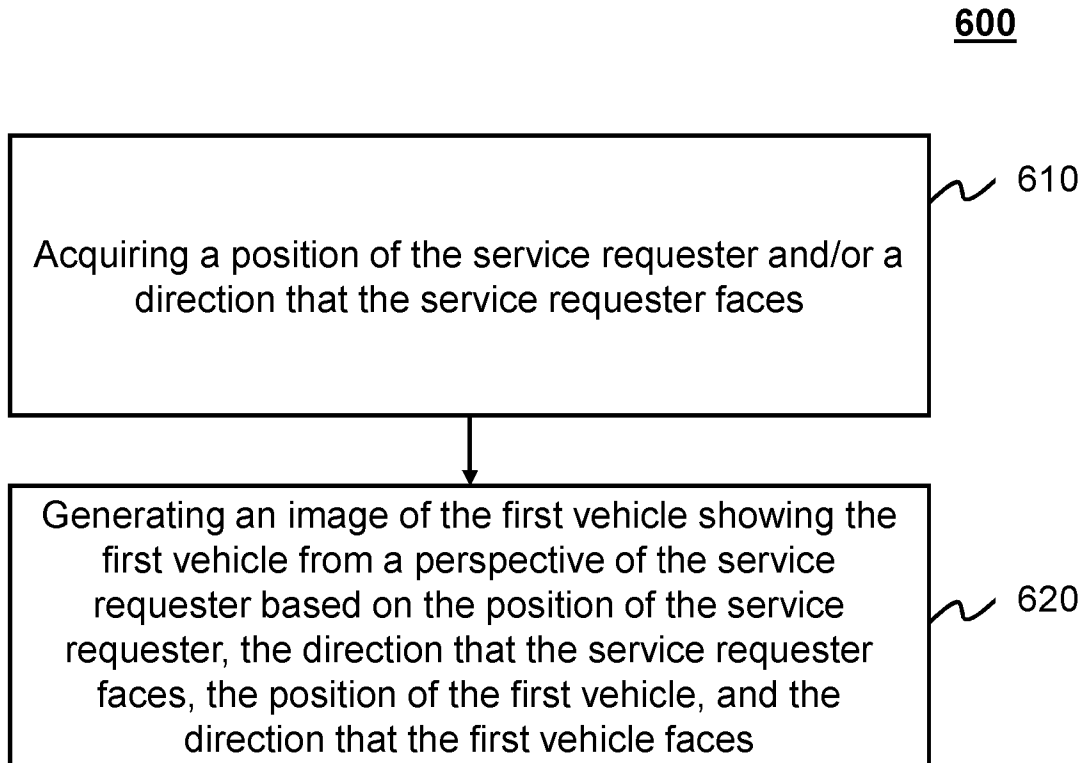 600
610
Acquiring a position of the service requester and/or a
direction that the service requester faces
Generating an image of the first vehicle showing the
first vehicle from a perspective of the service
requester based on the position of the service
requester, the direction that the service requester
faces, the position of the first vehicle, and the
direction that the first vehicle faces
620